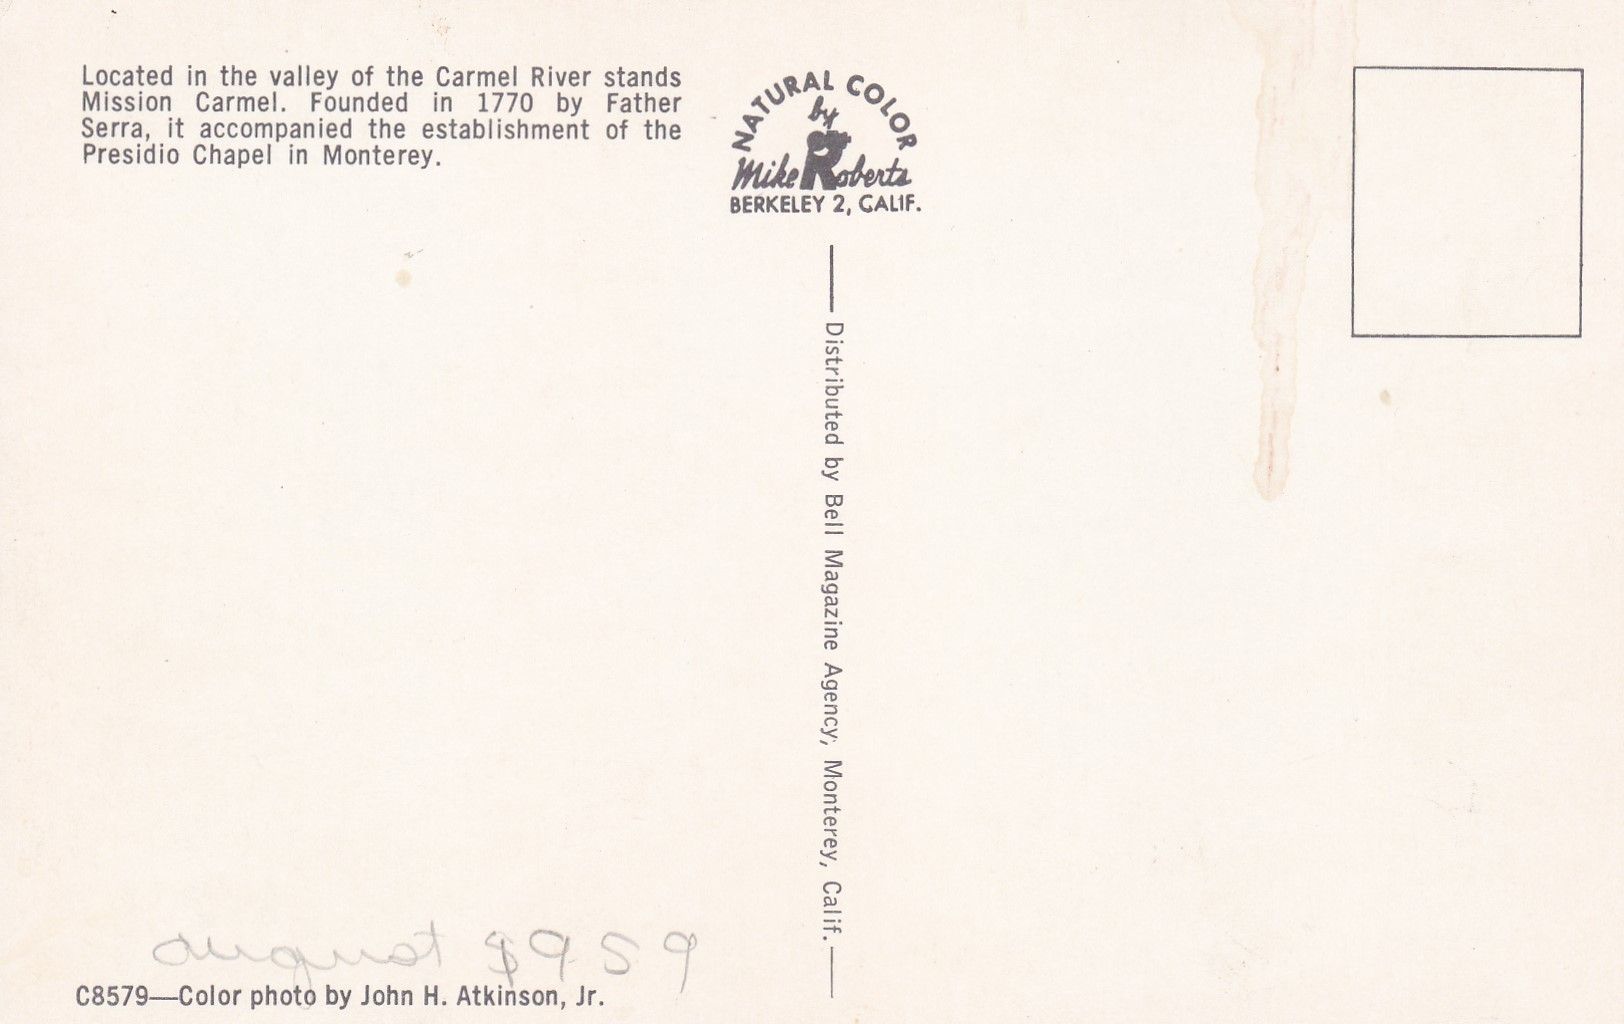 Located in the valley of the Carmel River stands
Mission Carmel. Founded in 1770 by Father
Serra, it accompanied the establishment of the
Presidio Chapel in Monterey.
NATURAL COLOR
by
Mike Roberts
BERKELEY 2, CALIF.
Distributed by Bell Magazine Agency, Monterey, Calif.
august 1959
C8579—Color photo by John H. Atkinson, Jr.